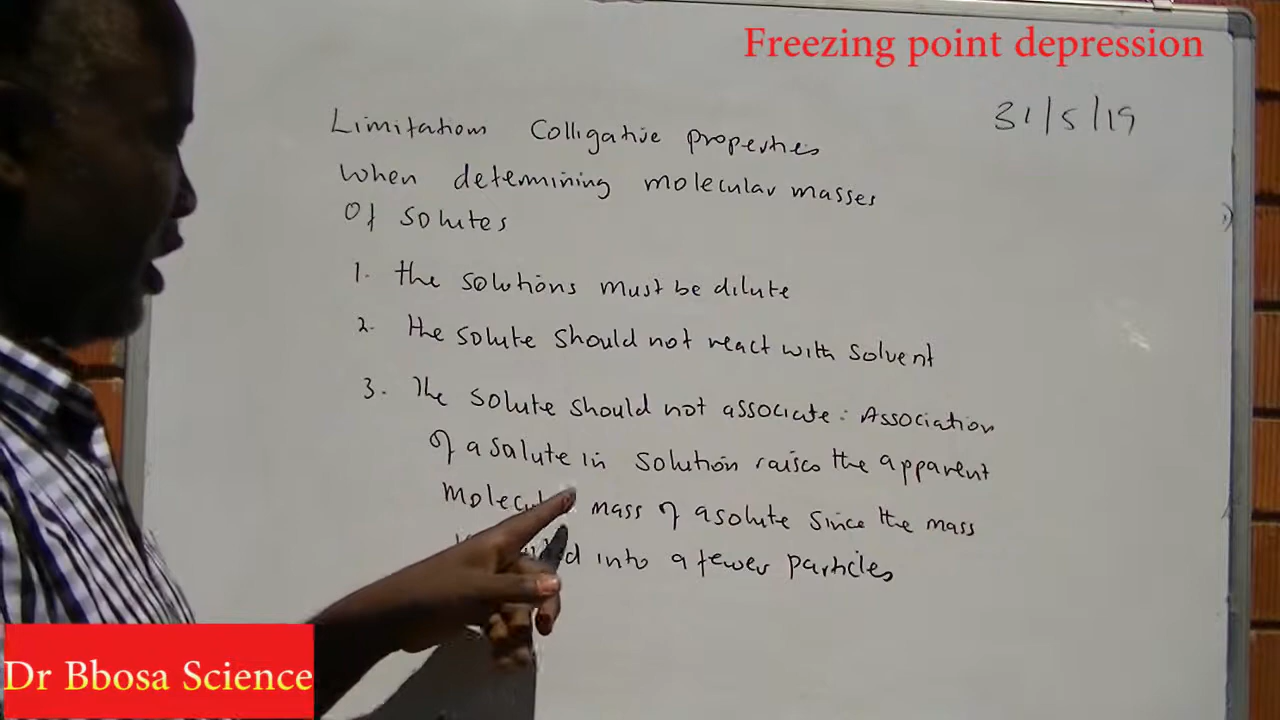 Freezing point depression
31/5/19
Limitations Colligative properties
When determining molecular masses
Of solutes
1. the solutions must be dilute
2. the solute should not react with solvent
3. The solute should not associate: Association
Of a salute in solution raises the apparent
mass of a solute since the mass
into a fewer particles
Dr Bbosa Science